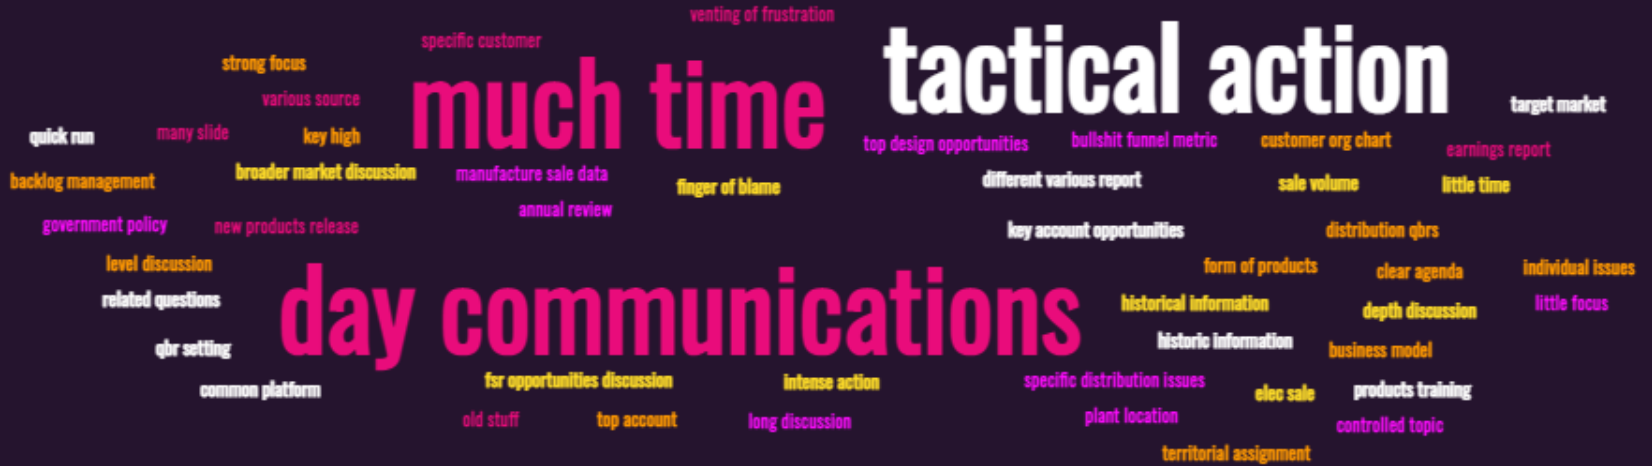 venting of frustration
specific customer
tactical action
strong focus
much time
various source
target market
quick run
many slide
key high
top design opportunities
bullshit funnel metric
customer org chart
earnings report
backlog management
broader market discussion
manufacture sale data
finger of blame
different various report
sale volume
little time
annual review
government policy
new products release
key account opportunities
distribution qbrs
level discussion
form of products
clear agenda
individual issues
related questions
day communications
historical information
depth discussion
little focus
qbr setting
historic information
business model
common platform
fsr opportunities discussion
intense action
specific distribution issues
elec sale
products training
old stuff
top account
long discussion
plant location
controlled topic
territorial assignment